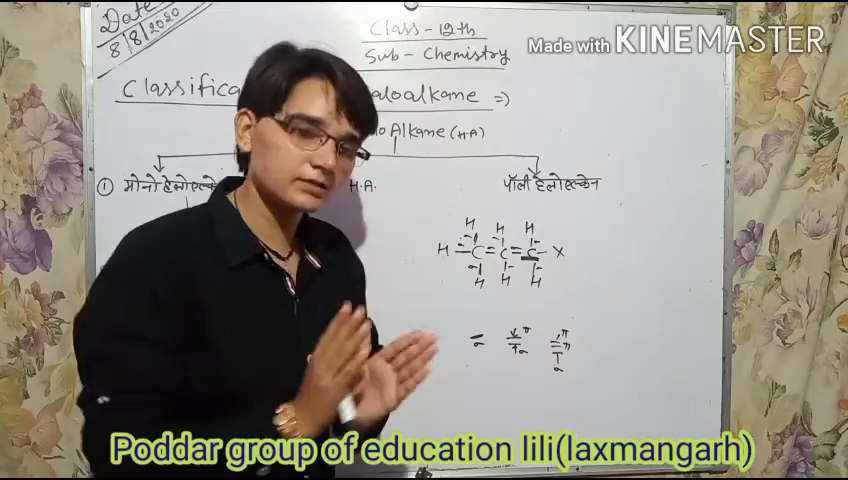 Date
8/8/2020
Class-12th
Sub-Chemistry
Made with KINEMASTER
Classifica aloalkane =>
lo Alkane (H.A)
① मोनो हेलोएल्के H.A. पॉली हेलोएल्केन
H H H
H-C=C=C-X
H H H
= π π
σ σ π
σ
Poddar group of education lili(laxmangarh)